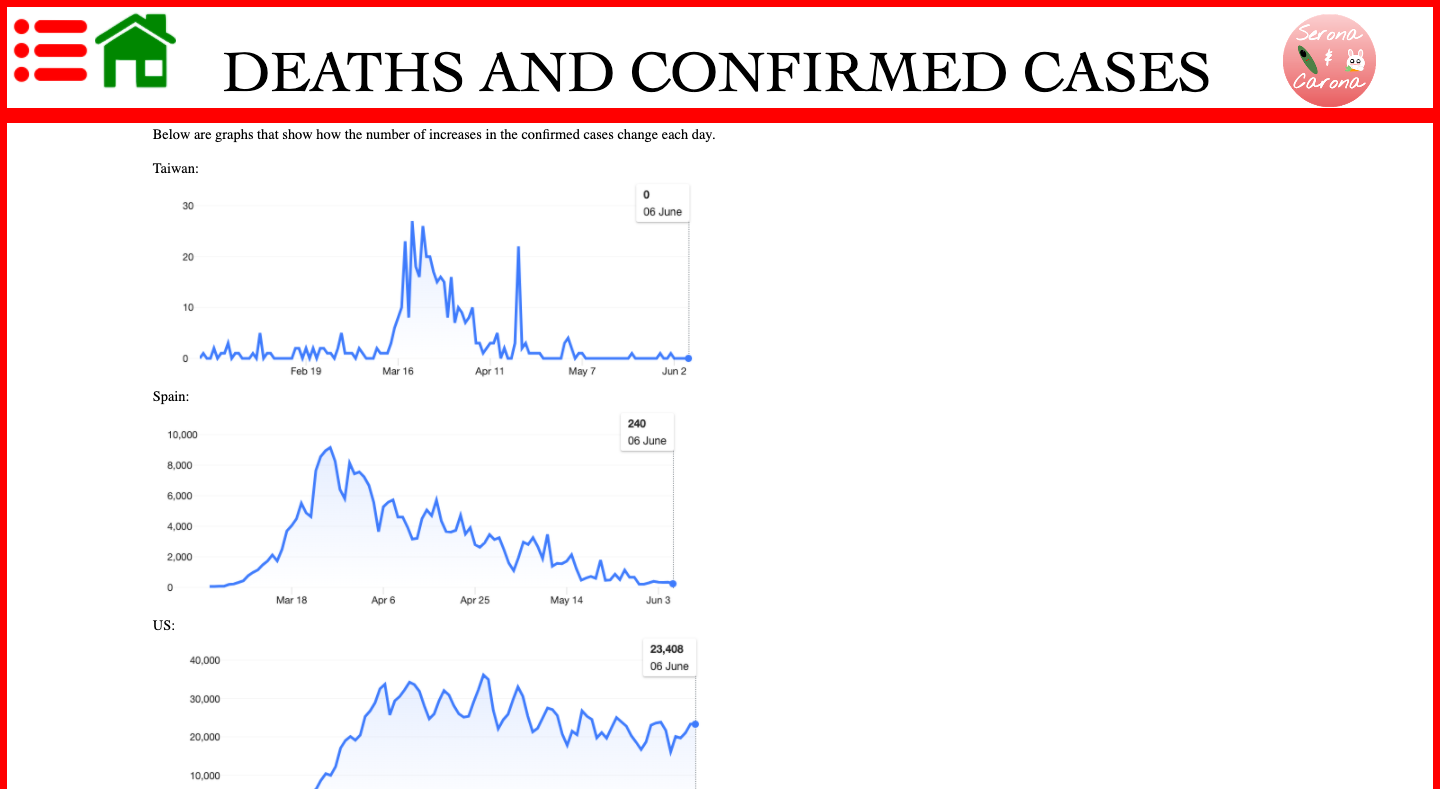 DEATHS AND CONFIRMED CASES
Serona
&
Carona
Below are graphs that show how the number of increases in the confirmed cases change each day.
Taiwan:
0
06 June
30
20
10
0
Feb 19 Mar 16 Apr 11 May 7 Jun 2
Spain:
240
06 June
10,000
8,000
6,000
4,000
2,000
0
Mar 18 Apr 6 Apr 25 May 14 Jun 3
US:
23,408
06 June
40,000
30,000
20,000
10,000